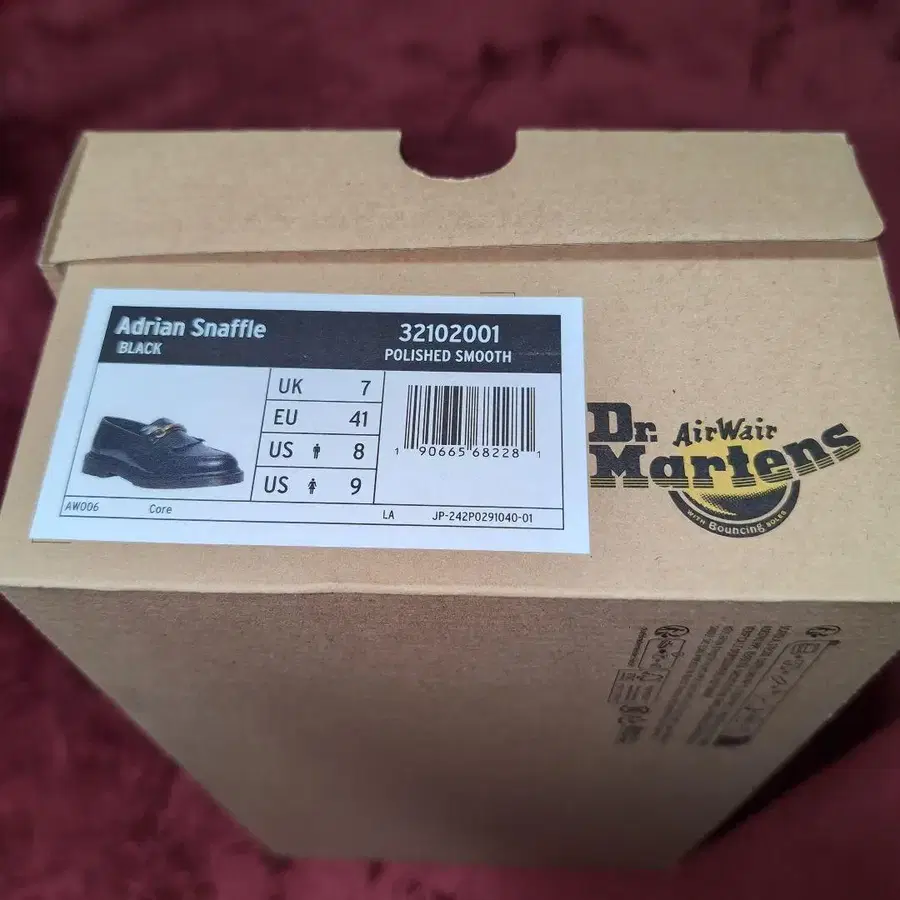 Adrian Snaffle
BLACK
32102001
POLISHED SMOOTH
UK 7
EU 41
US 8
US 9
1 90665 68228 1
AW006 Core LA JP-242P0291040-01
Dr. AirWair
Martens
WITH Bouncing SOLES